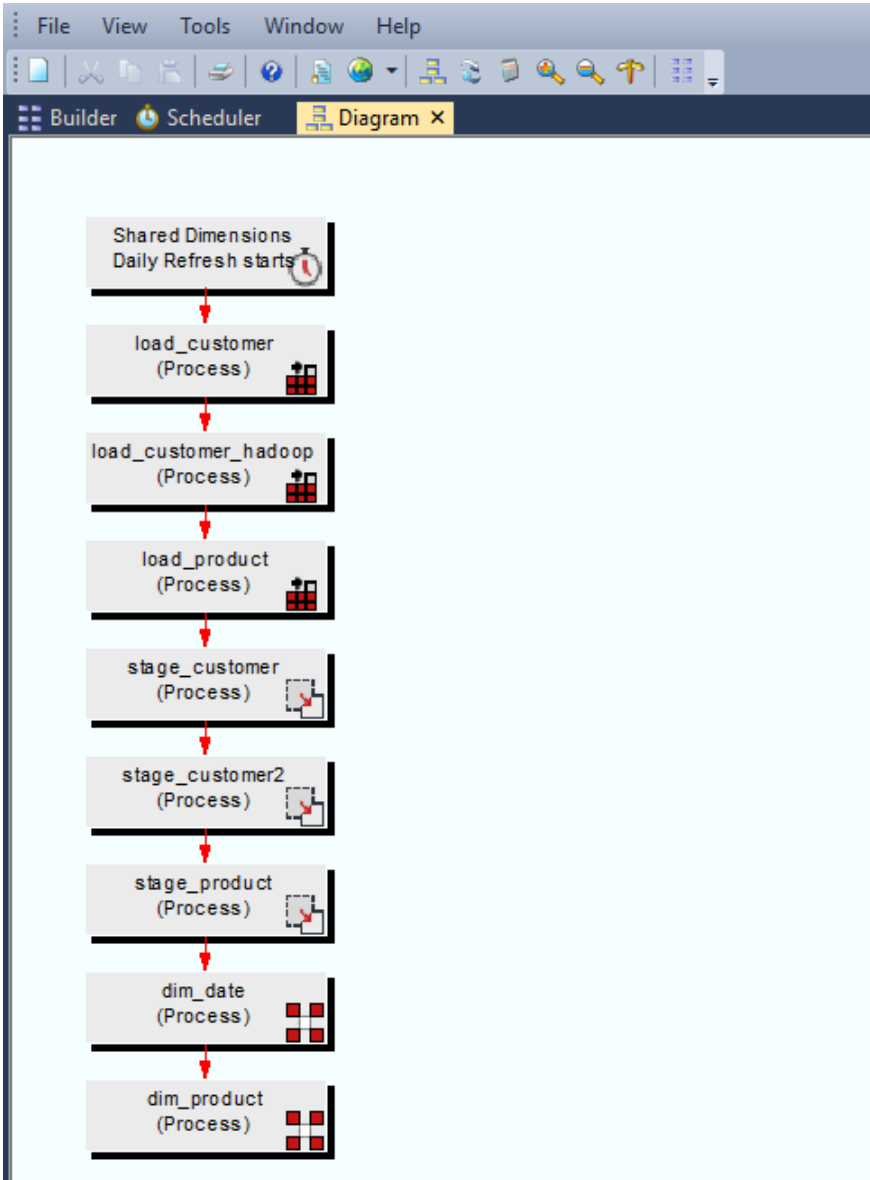 File View Tools Window Help
Builder Scheduler Diagram
Shared Dimensions
Daily Refresh starts
load_customer
(Process)
load_customer_hadoop
(Process)
load_product
(Process)
stage_customer
(Process)
stage_customer2
(Process)
stage_product
(Process)
dim_date
(Process)
dim_product
(Process)